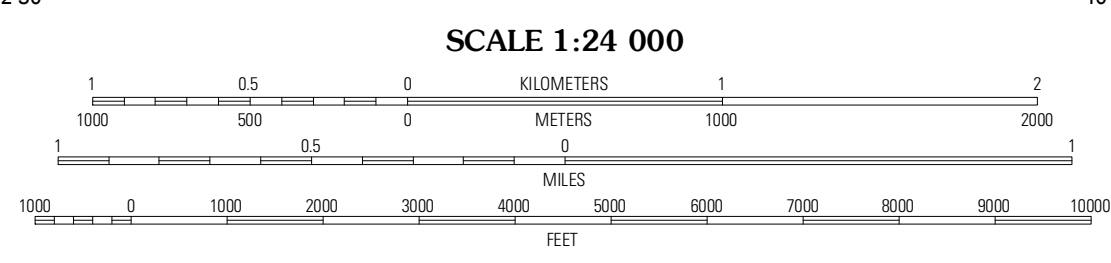 SCALE 1:24 000
1 0.5 0 KILOMETERS 1 2
1000 500 0 METERS 1000 2000
1 0.5 0 1
MILES
1000 0 1000 2000 3000 4000 5000 6000 7000 8000 9000 10000
FEET